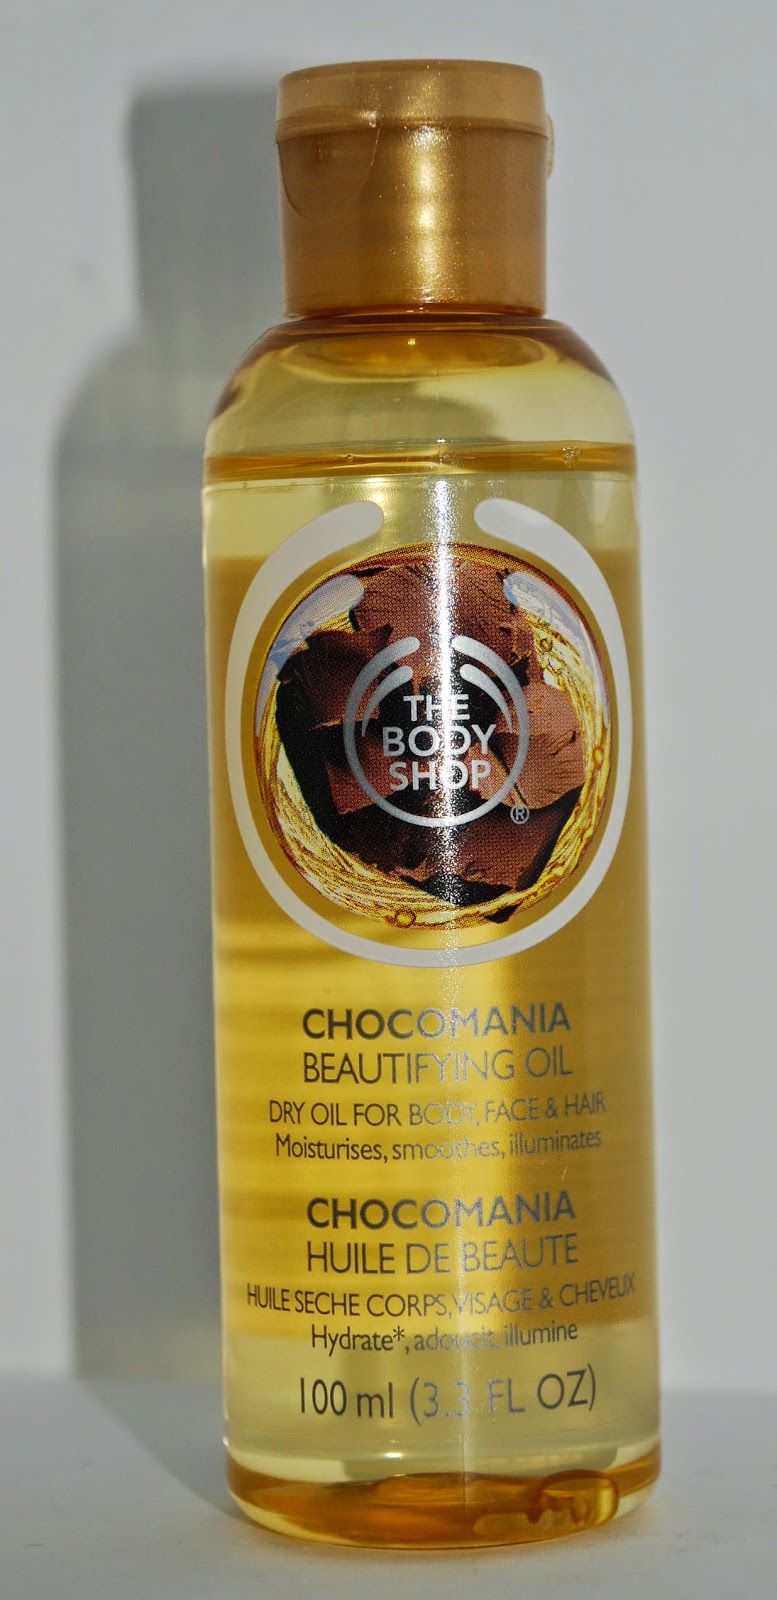 THE
BODY
SHOP
®
CHOCOMANIA
BEAUTIFYING OIL
DRY OIL FOR BODY, FACE & HAIR
Moisturises, smoothes, illuminates
CHOCOMANIA
HUILE DE BEAUTE
HUILE SECHE CORPS, VISAGE & CHEVEUX
Hydrate*, adoucit, illumine
100 ml (3.3 FL OZ)